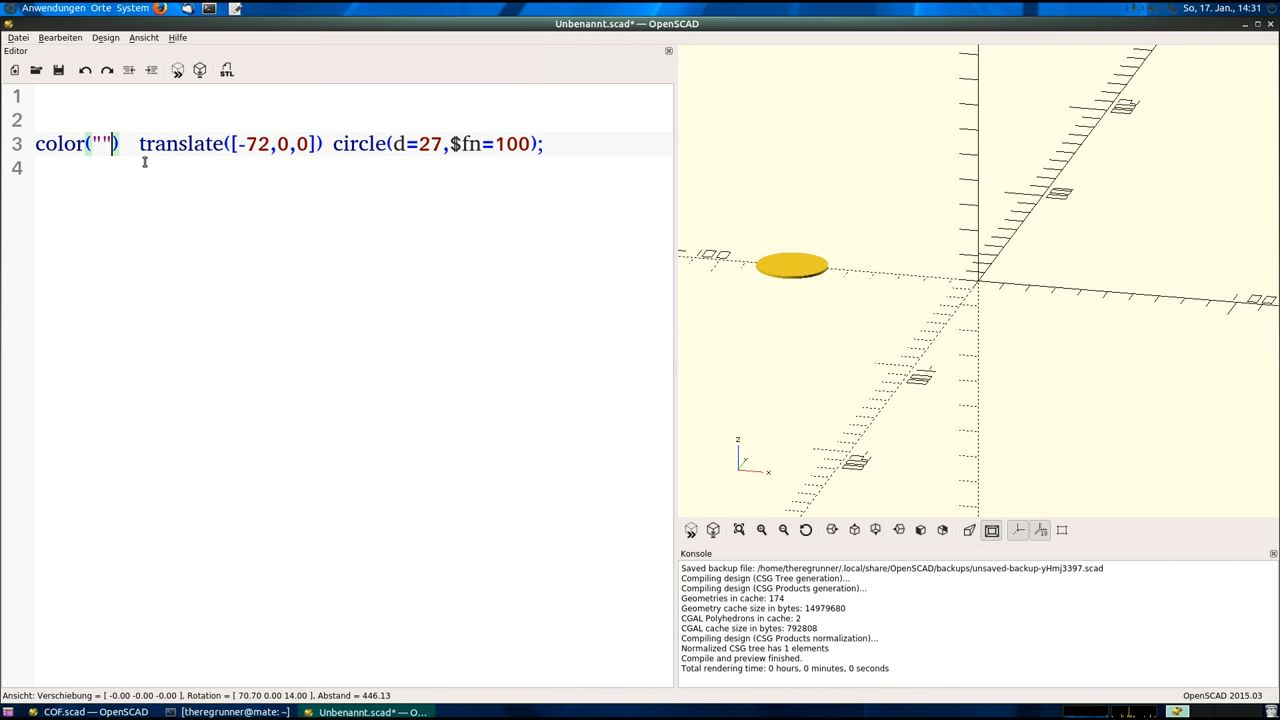 Anwendungen Orte System
So, 17. Jan., 14:31
Unbenannt.scad* — OpenSCAD
Datei Bearbeiten Design Ansicht Hilfe
Editor
STL
1
2
3 color("") translate([-72,0,0]) circle(d=27,$fn=100);
4
z
y
x
10
Konsole
Saved backup file: /home/theregrunner/.local/share/OpenSCAD/backups/unsaved-backup-yHmj3397.scad
Compiling design (CSG Tree generation)...
Compiling design (CSG Products generation)...
Geometries in cache: 174
Geometry cache size in bytes: 14979680
CGAL Polyhedrons in cache: 2
CGAL cache size in bytes: 792808
Compiling design (CSG Products normalization)...
Normalized CSG tree has 1 elements
Compile and preview finished.
Total rendering time: 0 hours, 0 minutes, 0 seconds
Ansicht: Verschiebung = [ -0.00 -0.00 -0.00 ], Rotation = [ 70.70 0.00 14.00 ], Abstand = 446.13
OpenSCAD 2015.03
COF.scad — OpenSCAD
[theregrunner@mate: ~]
Unbenannt.scad* — O...